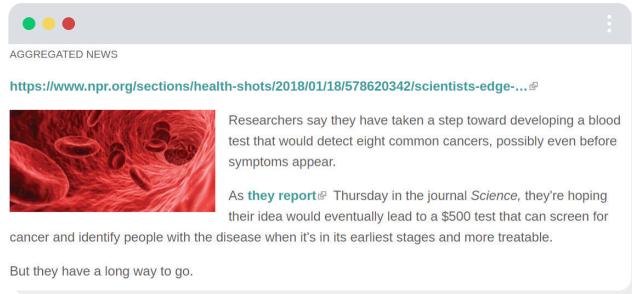 AGGREGATED NEWS
https://www.npr.org/sections/health-shots/2018/01/18/578620342/scientists-edge-...
Researchers say they have taken a step toward developing a blood
test that would detect eight common cancers, possibly even before
symptoms appear.
As they report Thursday in the journal Science, they're hoping
their idea would eventually lead to a $500 test that can screen for
cancer and identify people with the disease when it's in its earliest stages and more treatable.
But they have a long way to go.